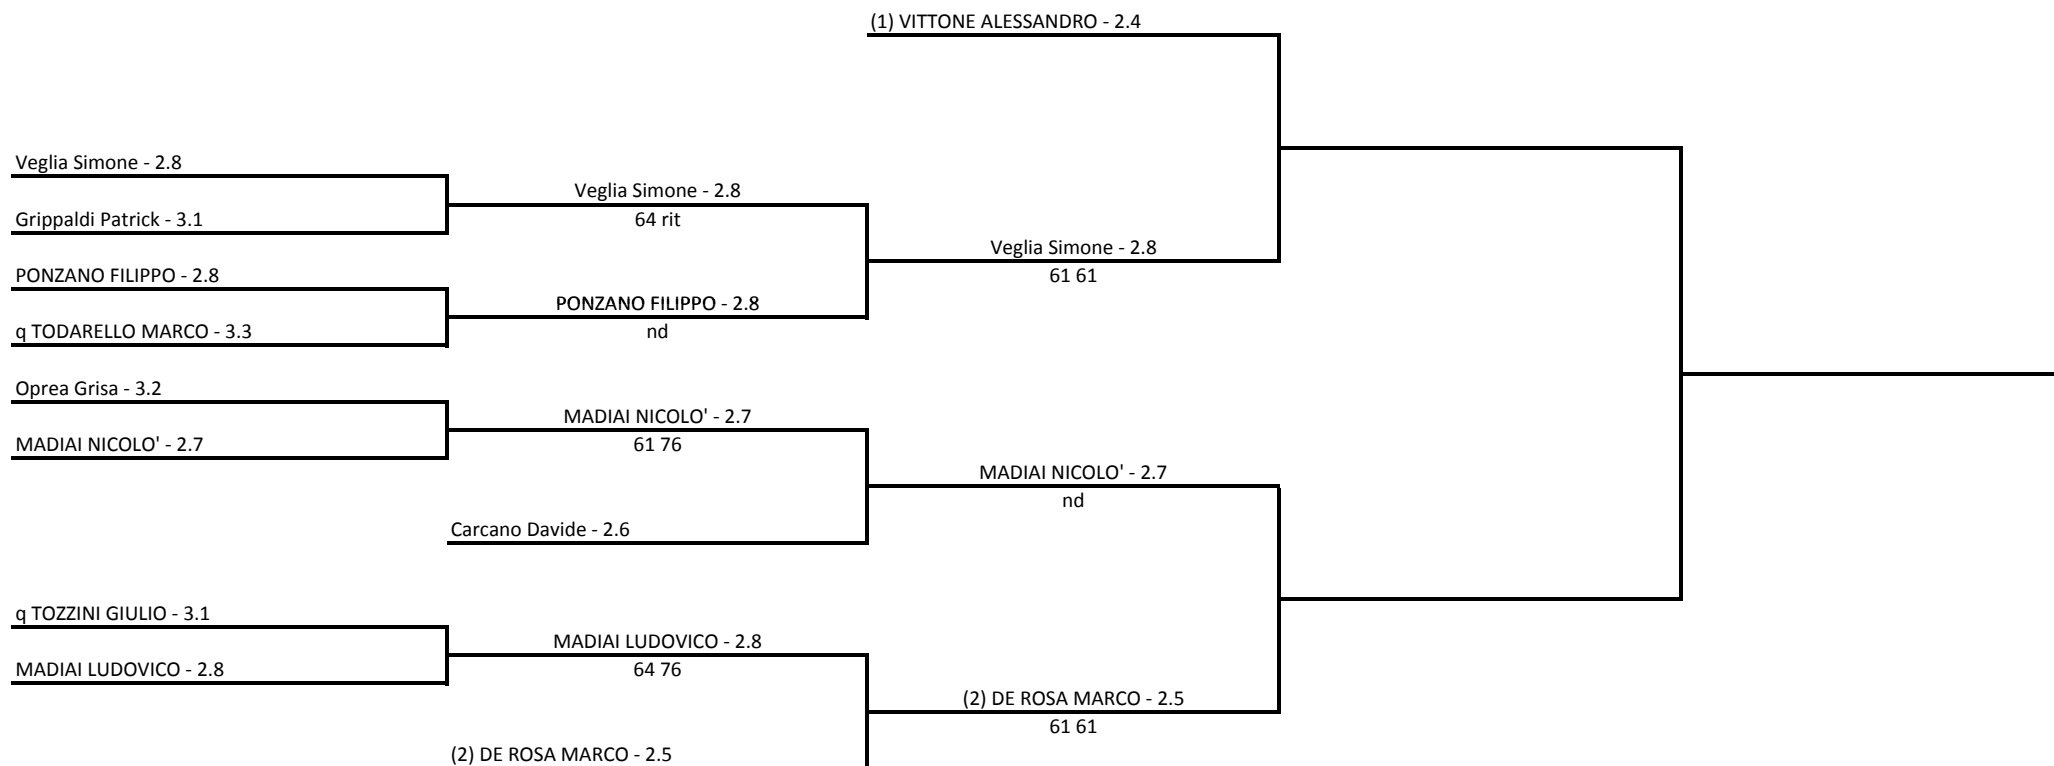 (1) VITTONE ALESSANDRO - 2.4
Veglia Simone - 2.8
Veglia Simone - 2.8
Grippaldi Patrick - 3.1
64 rit
Veglia Simone - 2.8
PONZANO FILIPPO - 2.8
61 61
PONZANO FILIPPO - 2.8
q TODARELLO MARCO - 3.3
nd
Oprea Grisa - 3.2
MADIAI NICOLO' - 2.7
MADIAI NICOLO' - 2.7
61 76
MADIAI NICOLO' - 2.7
nd
Carcano Davide - 2.6
q TOZZINI GIULIO - 3.1
MADIAI LUDOVICO - 2.8
MADIAI LUDOVICO - 2.8
64 76
(2) DE ROSA MARCO - 2.5
61 61
(2) DE ROSA MARCO - 2.5